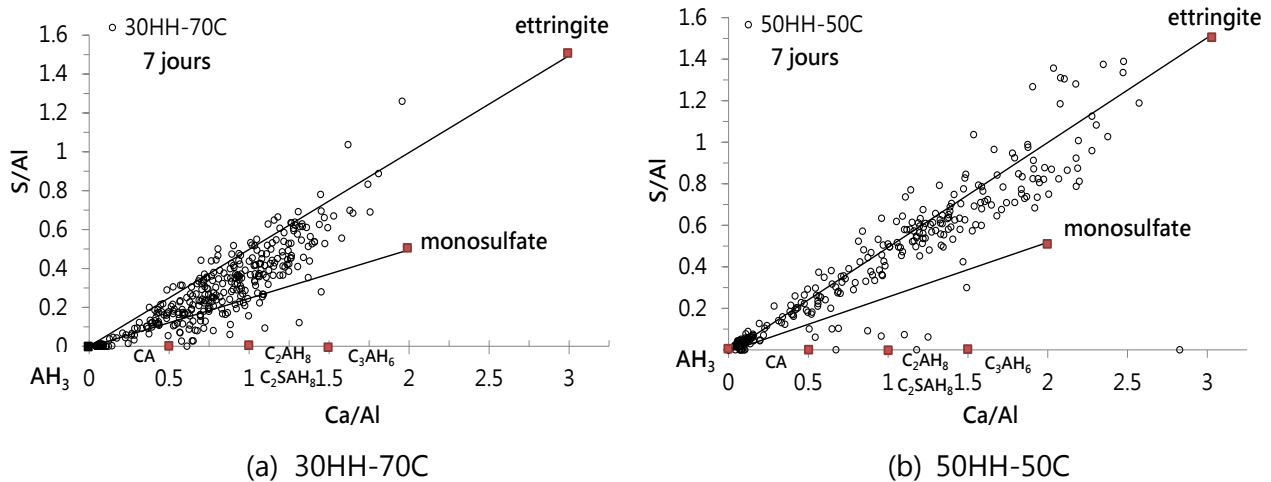 ettringite
30HH-70C
7 jours
1.6
1.4
1.2
1
0.8
0.6
0.4
0.2
0
S/Al
monosulfate
CA
C₂AH₈
C₃AH₆
C₂SAH₈
AH₃
0
0.5
1
1.5
2
2.5
3
Ca/Al
(a) 30HH-70C
ettringite
50HH-50C
7 jours
1.6
1.4
1.2
1
0.8
0.6
0.4
0.2
0
S/Al
monosulfate
CA
C₂AH₈
C₃AH₆
C₂SAH₈
AH₃
0
0.5
1
1.5
2
2.5
3
Ca/Al
(b) 50HH-50C